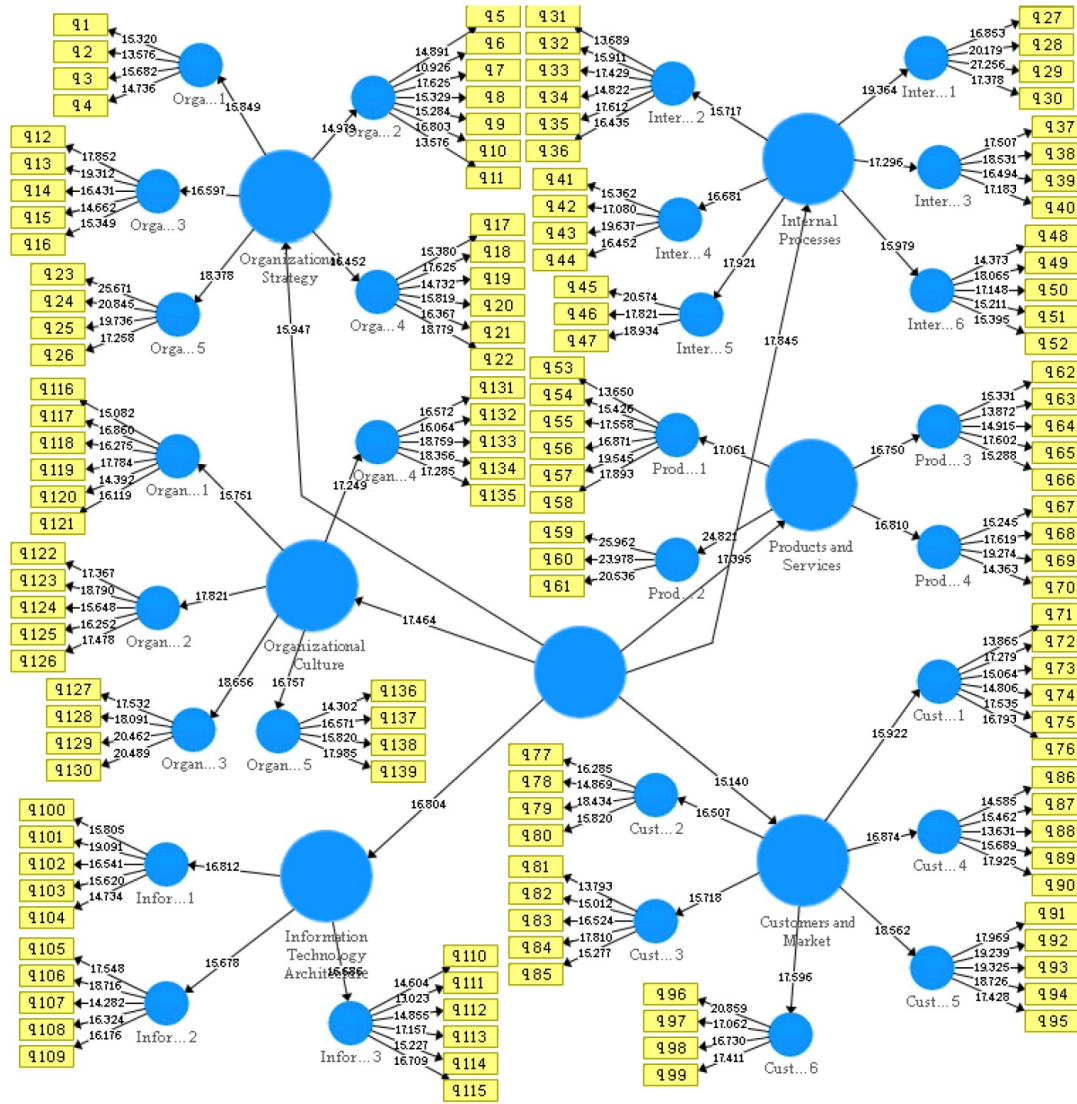 q1
q2
q3
q4
15.320
13.576
15.682
14.736
Orga...1
15.849
q5
q6
q7
q8
q9
q10
q11
14.891
10.926
17.625
15.329
15.284
16.803
13.576
Orga...2
14.979
q12
q13
q14
q15
q16
17.852
19.312
16.431
14.662
15.349
Orga...3
16.597
Organizational
Strategy
q17
q18
q19
q20
q21
q22
15.380
17.625
14.732
15.819
16.367
18.779
Orga...4
16.452
q23
q24
q25
q26
25.671
20.845
19.736
17.258
Orga...5
18.378
15.947
q27
q28
q29
q30
16.853
20.179
27.256
17.378
Inter...1
19.364
q31
q32
q33
q34
q35
q36
13.689
15.911
17.429
14.822
17.612
16.435
Inter...2
15.717
q37
q38
q39
q40
17.507
18.531
16.494
17.183
Inter...3
17.296
Internal
Processes
q41
q42
q43
q44
15.362
17.080
19.637
16.452
Inter...4
16.681
q45
q46
q47
20.574
17.821
18.934
Inter...5
17.921
q48
q49
q50
q51
q52
14.373
18.065
17.148
15.211
15.395
Inter...6
15.979
17.845
q53
q54
q55
q56
q57
q58
13.650
15.426
17.558
16.871
19.545
17.893
Prod...1
17.061
q59
q60
q61
25.962
23.978
20.536
Prod...2
24.821
Products and
Services
q62
q63
q64
q65
q66
15.331
13.872
14.915
17.602
15.288
Prod...3
16.750
q67
q68
q69
q70
15.245
17.619
19.274
14.363
Prod...4
16.810
17.395
q116
q117
q118
q119
q120
q121
15.082
16.860
16.275
17.784
14.392
16.119
Organ...1
15.751
q131
q132
q133
q134
q135
16.572
16.064
18.759
18.356
17.285
Organ...4
17.249
q122
q123
q124
q125
q126
17.367
18.790
15.648
16.252
17.478
Organ...2
17.821
Organizational
Culture
17.464
q127
q128
q129
q130
17.532
18.091
20.462
20.489
Organ...3
18.656
q136
q137
q138
q139
14.302
16.571
15.820
17.985
Organ...5
16.757
q71
q72
q73
q74
q75
q76
13.865
17.279
15.064
14.806
17.535
16.793
Cust...1
15.922
q77
q78
q79
q80
16.285
14.869
18.434
15.820
Cust...2
16.507
15.140
q81
q82
q83
q84
q85
13.793
15.012
16.524
17.810
15.277
Cust...3
15.718
Customers and
Market
q86
q87
q88
q89
q90
14.585
15.462
13.631
15.689
17.925
Cust...4
16.874
q91
q92
q93
q94
q95
17.969
19.239
19.325
18.726
17.428
Cust...5
18.562
q96
q97
q98
q99
20.859
17.062
16.730
17.411
Cust...6
17.596
16.804
q100
q101
q102
q103
q104
15.805
19.091
16.541
15.620
14.734
Infor...1
16.812
Information
Technology
Architecture
q105
q106
q107
q108
q109
17.548
18.716
14.282
16.324
16.176
Infor...2
15.678
q110
q111
q112
q113
q114
q115
14.604
13.023
14.855
17.157
15.227
16.709
Infor...3